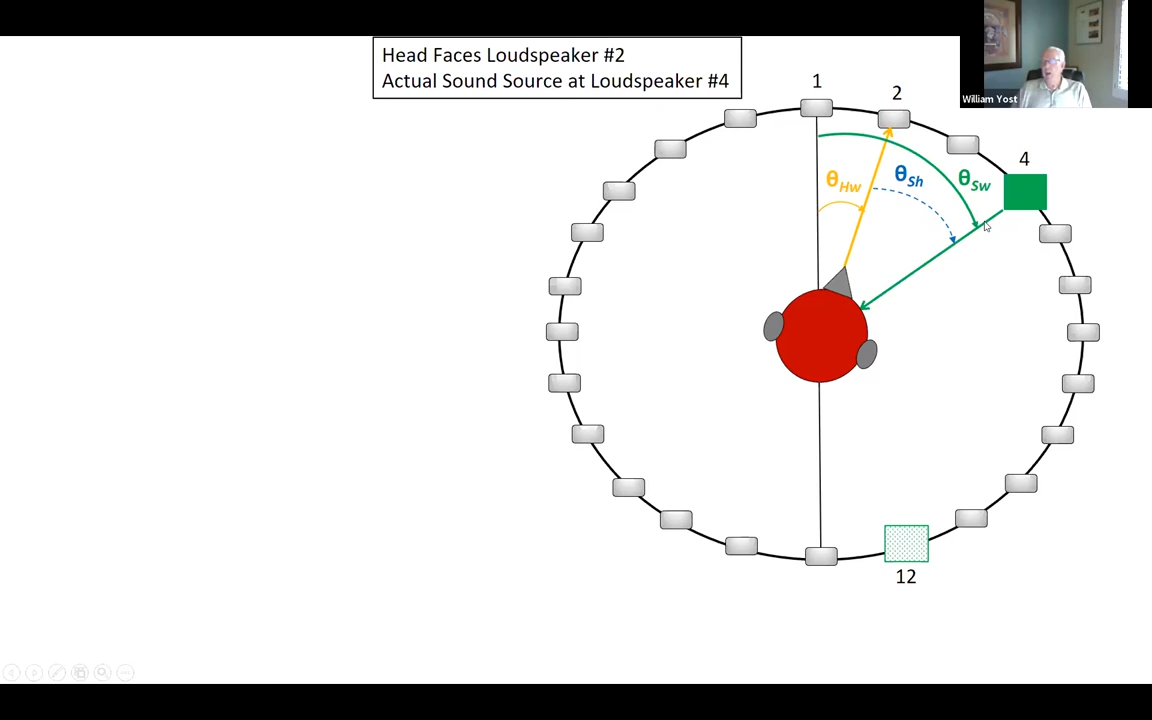 Head Faces Loudspeaker #2
Actual Sound Source at Loudspeaker #4
William Yost
1
2
4
θHw
θSh
θSw
12